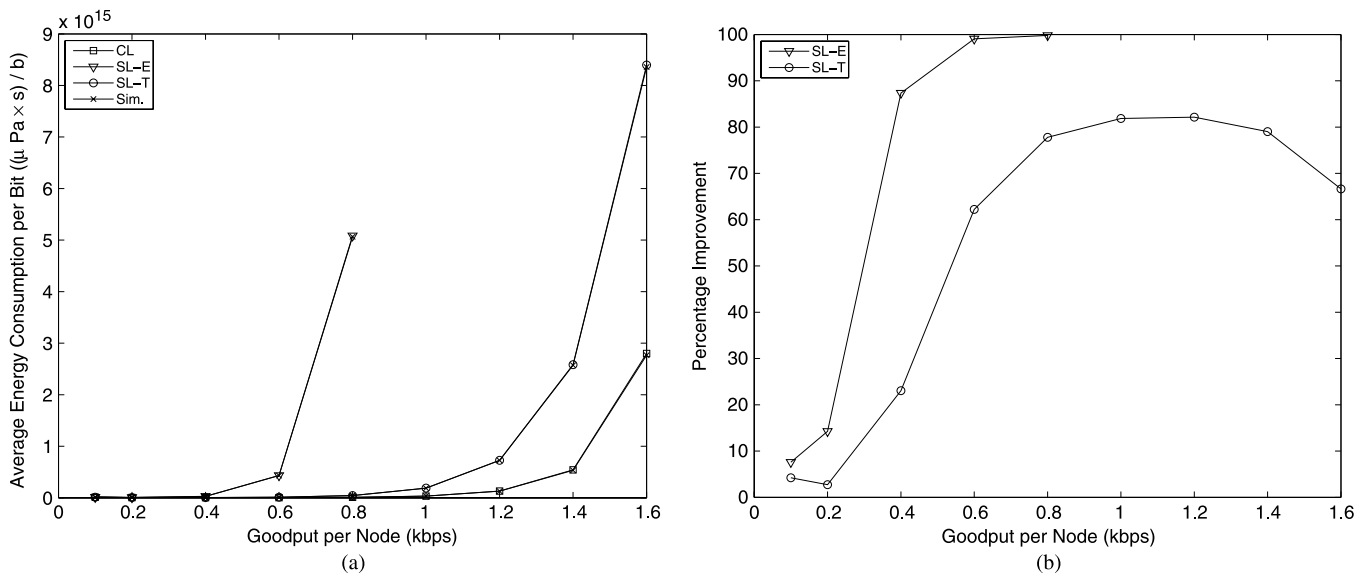 x 10^15
9
8
7
6
5
4
3
2
1
0
CL
SL–E
SL–T
Sim.
Average Energy Consumption per Bit ((μ Pa × s) / b)
0 0.2 0.4 0.6 0.8 1 1.2 1.4 1.6
Goodput per Node (kbps)
(a)
100
90
80
70
60
50
40
30
20
10
0
SL–E
SL–T
Percentage Improvement
0 0.2 0.4 0.6 0.8 1 1.2 1.4 1.6
Goodput per Node (kbps)
(b)